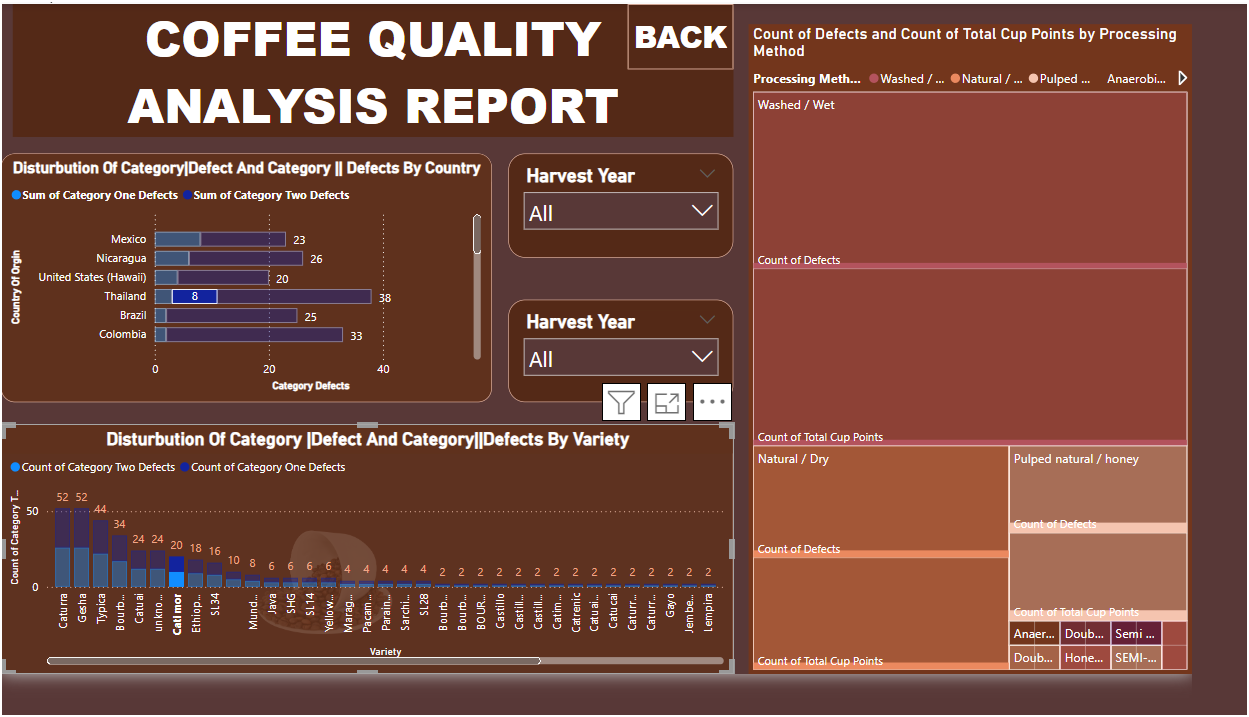 COFFEE QUALITY
ANALYSIS REPORT
BACK
Disturbution Of Category|Defect And Category || Defects By Country
Sum of Category One Defects Sum of Category Two Defects
Country Of Orgin
Mexico 23
Nicaragua 26
United States (Hawaii) 20
Thailand 8 38
Brazil 25
Colombia 33
0 20 40
Category Defects
Harvest Year
All
Harvest Year
All
Disturbution Of Category |Defect And Category||Defects By Variety
Count of Category Two Defects Count of Category One Defects
Count of Category T...
50
0
52 52 44 34 24 24 20 18 16 10 8 6 6 6 6 4 4 4 4 4 2 2 2 2 2 2 2 2 2 2 2 2 2 2 2
Caturra
Gesha
Typica
Bourb...
Catuai
unkno...
Catimor
Ethiop...
SL34
Mund...
Java
SHG
SL14
Yellow...
Marag...
Pacam...
Parain...
Sarchi...
SL28
Bourb...
Bourb...
BOUR...
Castillo
Castill...
Castill...
Catim...
Catrenic
Catuai...
Catucai
Caturr...
Caturr...
Gayo
Jembe...
Lempira
Variety
Count of Defects and Count of Total Cup Points by Processing
Method
Processing Meth... Washed / ... Natural / ... Pulped ... Anaerobi...
Washed / Wet
Count of Defects
Count of Total Cup Points
Natural / Dry
Count of Defects
Count of Total Cup Points
Pulped natural / honey
Count of Defects
Count of Total Cup Points
Anaer... Doub... Semi ...
Doub... Hone... SEMI-...